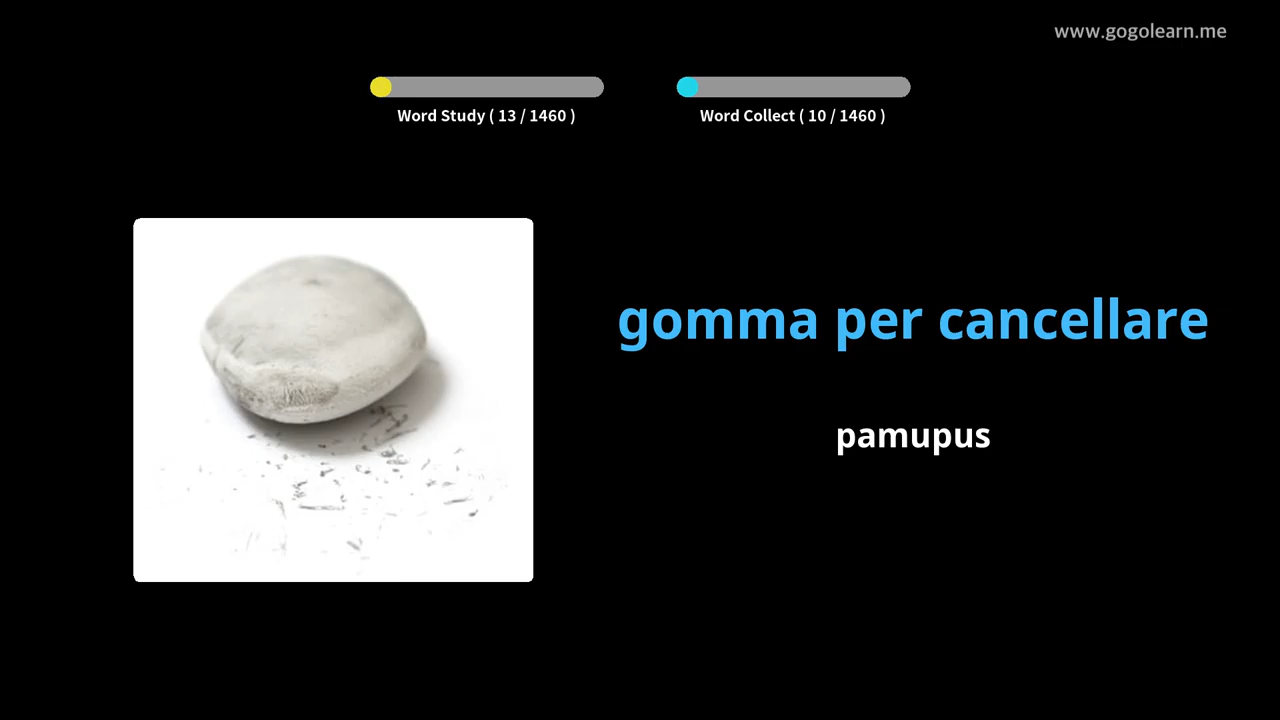 www.gogolearn.me
Word Study ( 13 / 1460 )
Word Collect ( 10 / 1460 )
gomma per cancellare
pamupus